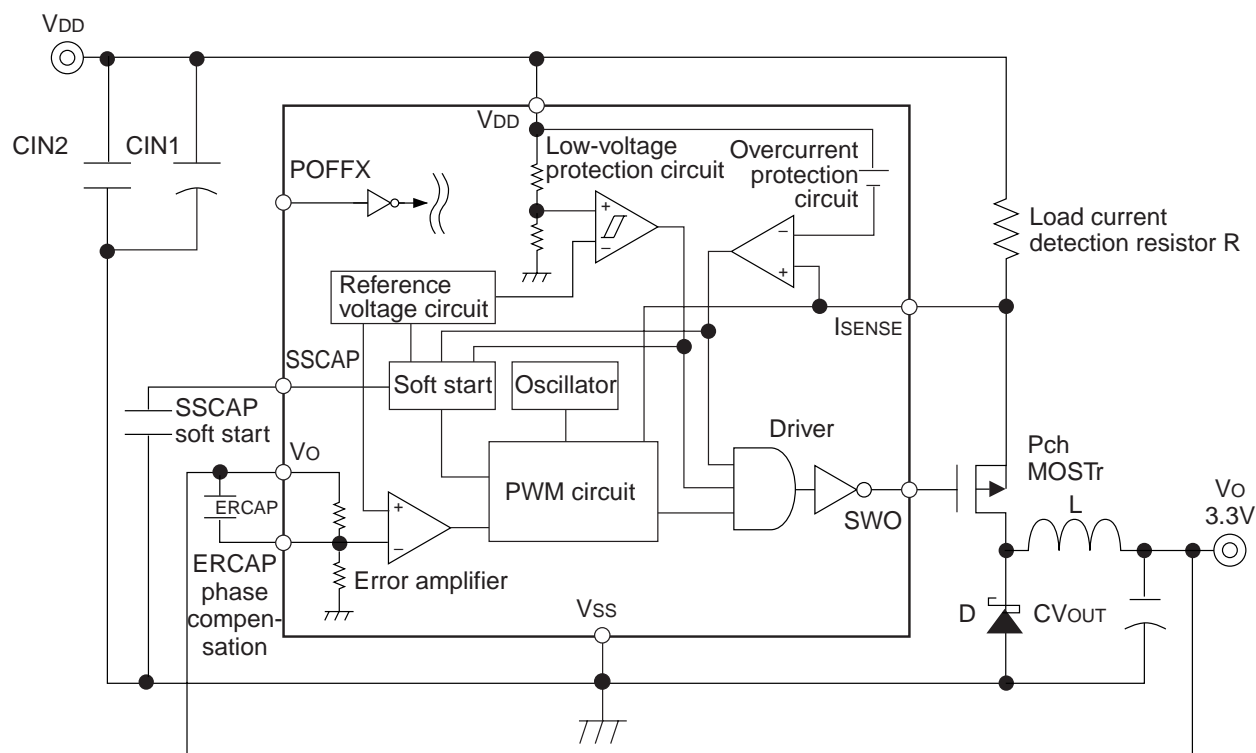 VDD
CIN2
CIN1
VDD
POFFX
Low-voltage
protection circuit
Overcurrent
protection
circuit
+
−
−
+
Load current
detection resistor R
Reference
voltage circuit
ISENSE
SSCAP
Soft start
Oscillator
SSCAP
soft start
Driver
Pch
MOSTr
VO
ERCAP
+
−
PWM circuit
SWO
L
VO
3.3V
ERCAP
phase
compen-
sation
Error amplifier
VSS
D
CVOUT